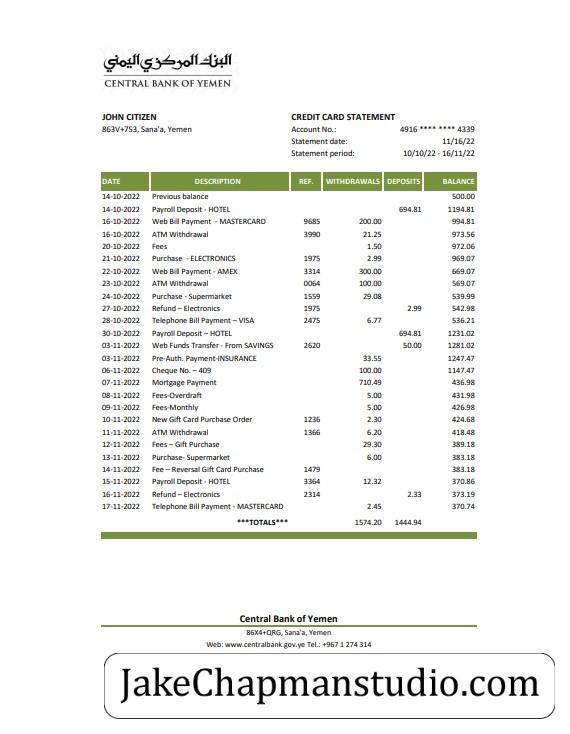 البنك المركزي اليمني
CENTRAL BANK OF YEMEN
JOHN CITIZEN
863V+753, Sana'a, Yemen
CREDIT CARD STATEMENT
Account No.: 4916 **** **** 4339
Statement date: 11/16/22
Statement period: 10/10/22 - 16/11/22
DATE DESCRIPTION REF. WITHDRAWALS DEPOSITS BALANCE
14-10-2022 Previous balance 500.00
14-10-2022 Payroll Deposit - HOTEL 694.81 1194.81
16-10-2022 Web Bill Payment - MASTERCARD 9685 200.00 994.81
16-10-2022 ATM Withdrawal 3990 21.25 973.56
20-10-2022 Fees 1.50 972.06
21-10-2022 Purchase - ELECTRONICS 1975 2.99 969.07
22-10-2022 Web Bill Payment - AMEX 3314 300.00 669.07
23-10-2022 ATM Withdrawal 0064 100.00 569.07
24-10-2022 Purchase - Supermarket 1559 29.08 539.99
27-10-2022 Refund – Electronics 1975 2.99 542.98
28-10-2022 Telephone Bill Payment – VISA 2475 6.77 536.21
30-10-2022 Payroll Deposit – HOTEL 694.81 1231.02
03-11-2022 Web Funds Transfer - From SAVINGS 2620 50.00 1281.02
03-11-2022 Pre-Auth. Payment-INSURANCE 33.55 1247.47
06-11-2022 Cheque No. – 409 100.00 1147.47
07-11-2022 Mortgage Payment 710.49 436.98
08-11-2022 Fees-Overdraft 5.00 431.98
09-11-2022 Fees-Monthly 5.00 426.98
10-11-2022 New Gift Card Purchase Order 1236 2.30 424.68
11-11-2022 ATM Withdrawal 1366 6.20 418.48
12-11-2022 Fees – Gift Purchase 29.30 389.18
13-11-2022 Purchase- Supermarket 6.00 383.18
14-11-2022 Fee – Reversal Gift Card Purchase 1479 383.18
15-11-2022 Payroll Deposit - HOTEL 3364 12.32 370.86
16-11-2022 Refund – Electronics 2314 2.33 373.19
17-11-2022 Telephone Bill Payment - MASTERCARD 2.45 370.74
***TOTALS*** 1574.20 1444.94
Central Bank of Yemen
86X4+QRG, Sana'a, Yemen
Web: www.centralbank.gov.ye Tel.: +967 1 274 314
JakeChapmanstudio.com